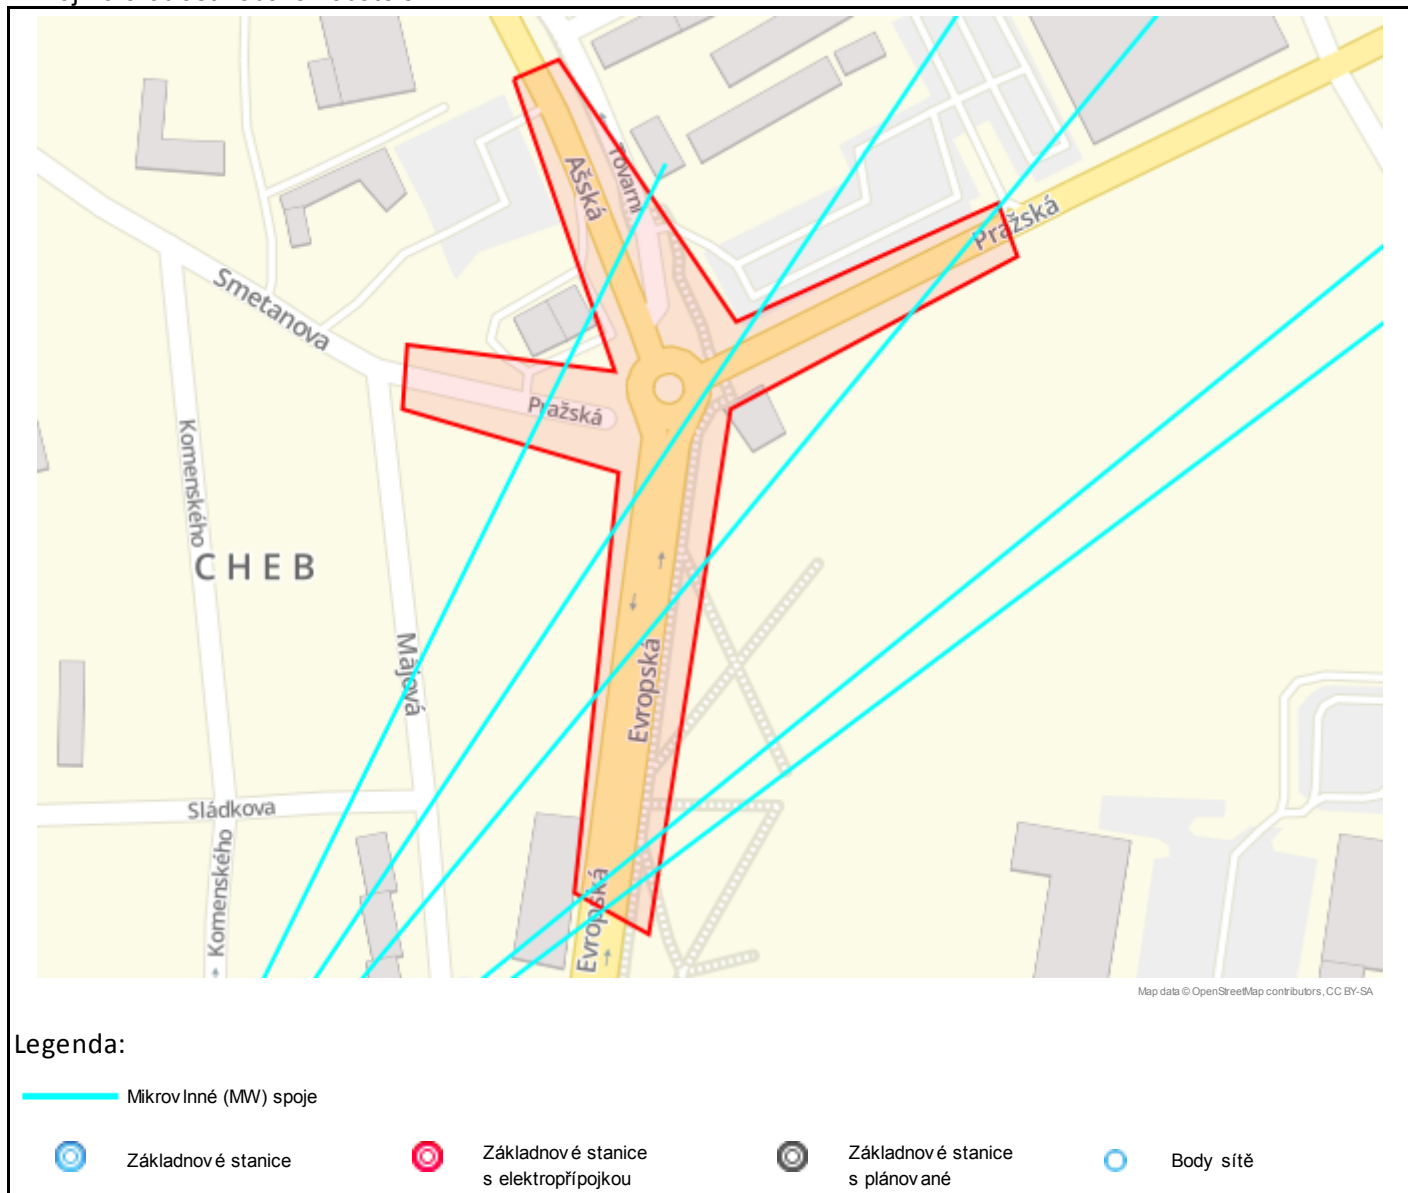 Ašská
Tovarní
Pražská
Smetanova
Pražská
Komenského
CHEB
Májová
Evropská
Sládkova
Komenského
Evropská
Map data © OpenStreetMap contributors, CC BY-SA
Legenda:
Mikrovlnné (MW) spoje
Základnové stanice
Základnové stanice
s elektropřípojkou
Základnové stanice
s plánované
Body sítě